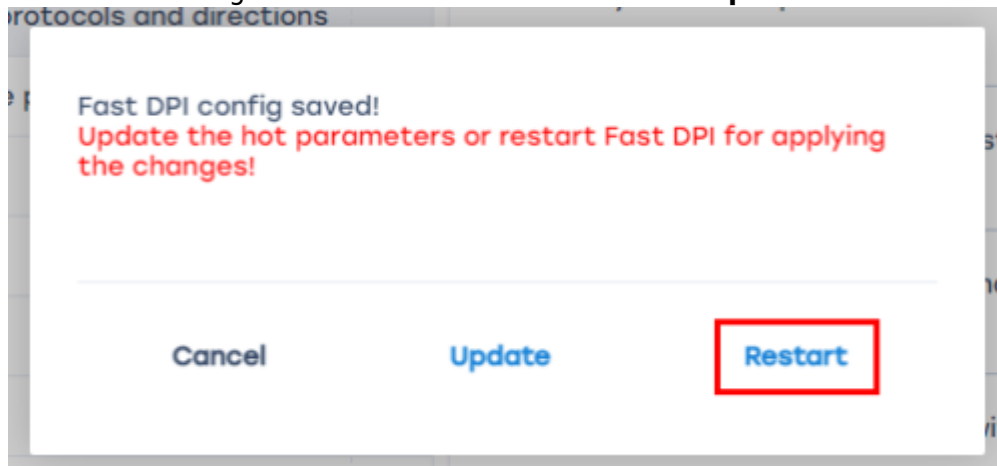 protocols and directions
Fast DPI config saved!
Update the hot parameters or restart Fast DPI for applying
the changes!
Cancel
Update
Restart